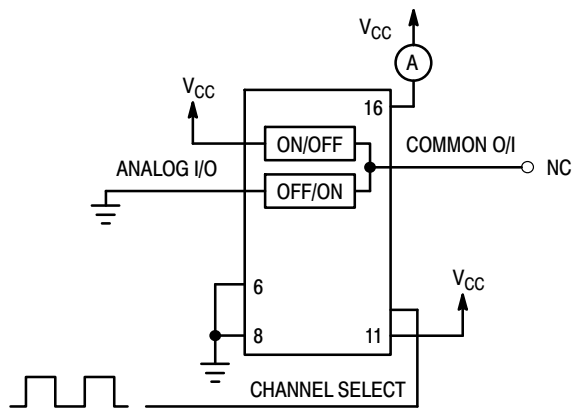 V_CC
A
16
V_CC
ON/OFF
COMMON O/I
NC
ANALOG I/O
OFF/ON
V_CC
6
8
11
CHANNEL SELECT